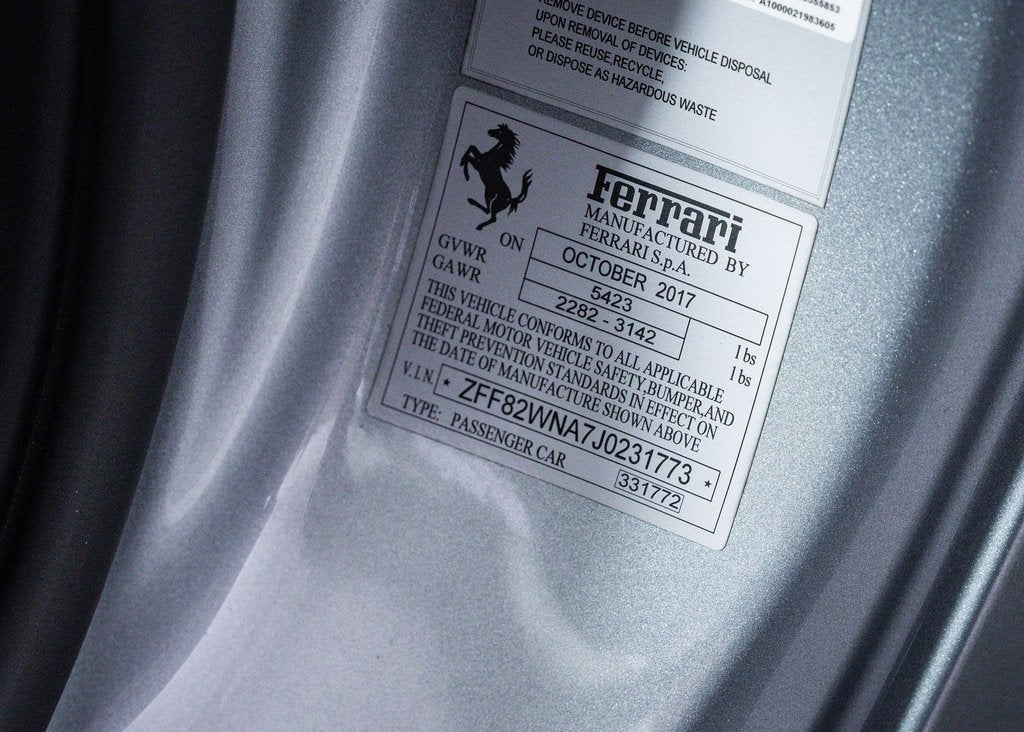 A1000021983605
REMOVE DEVICE BEFORE VEHICLE DISPOSAL
UPON REMOVAL OF DEVICES:
PLEASE REUSE,RECYCLE,
OR DISPOSE AS HAZARDOUS WASTE
Ferrari
MANUFACTURED BY
FERRARI S.p.A.
ON OCTOBER 2017
GVWR 5423 lbs
GAWR 2282 - 3142 lbs
THIS VEHICLE CONFORMS TO ALL APPLICABLE
FEDERAL MOTOR VEHICLE SAFETY,BUMPER,AND
THEFT PREVENTION STANDARDS IN EFFECT ON
THE DATE OF MANUFACTURE SHOWN ABOVE
V.I.N. * ZFF82WNA7J0231773 *
TYPE: PASSENGER CAR 331772